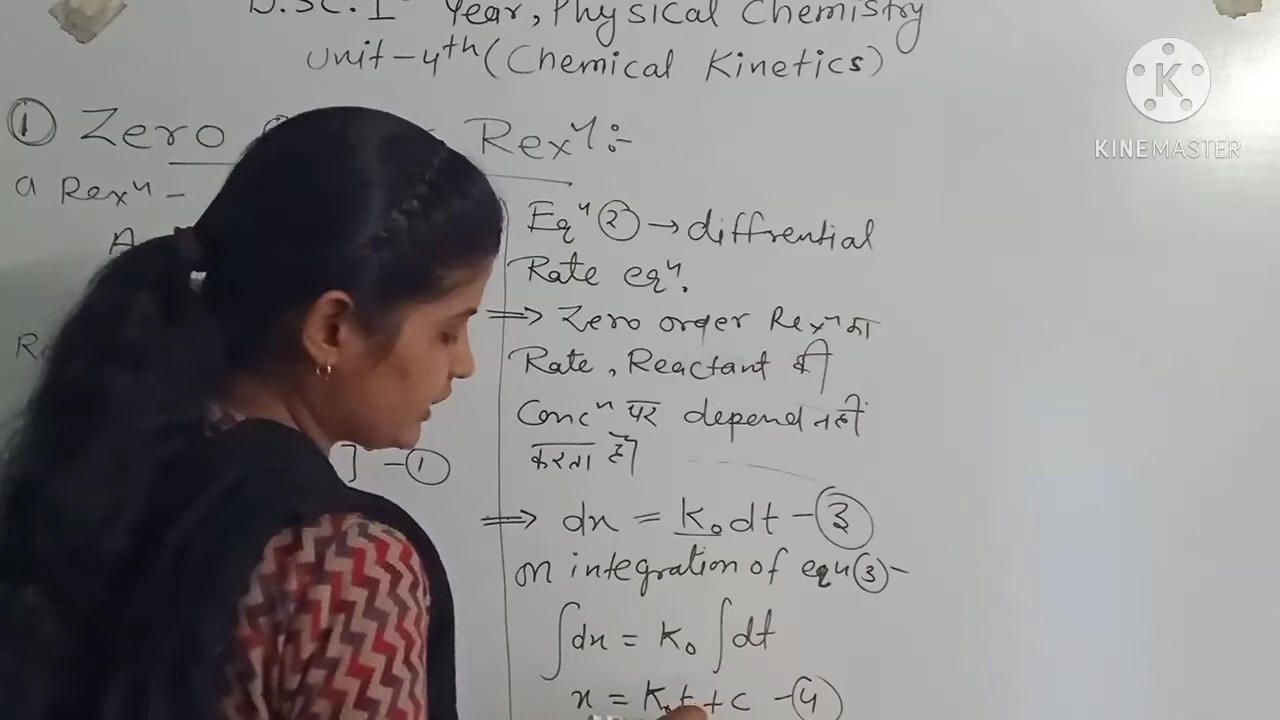 Year, Physical Chemistry
Unit-4th (Chemical Kinetics)
① Zero Rexⁿ:-
a Rexⁿ -
A
] -①
Eqⁿ ② → diffrential
Rate eqⁿ.
⇒ Zero order Rexⁿ का
Rate, Reactant की
Concⁿ पर depend नही
करता है
⇒ dx = K₀dt -③
on integration of eqn ③-
∫dx = K₀ ∫dt
x = K₀t + c -④
K
KINEMASTER